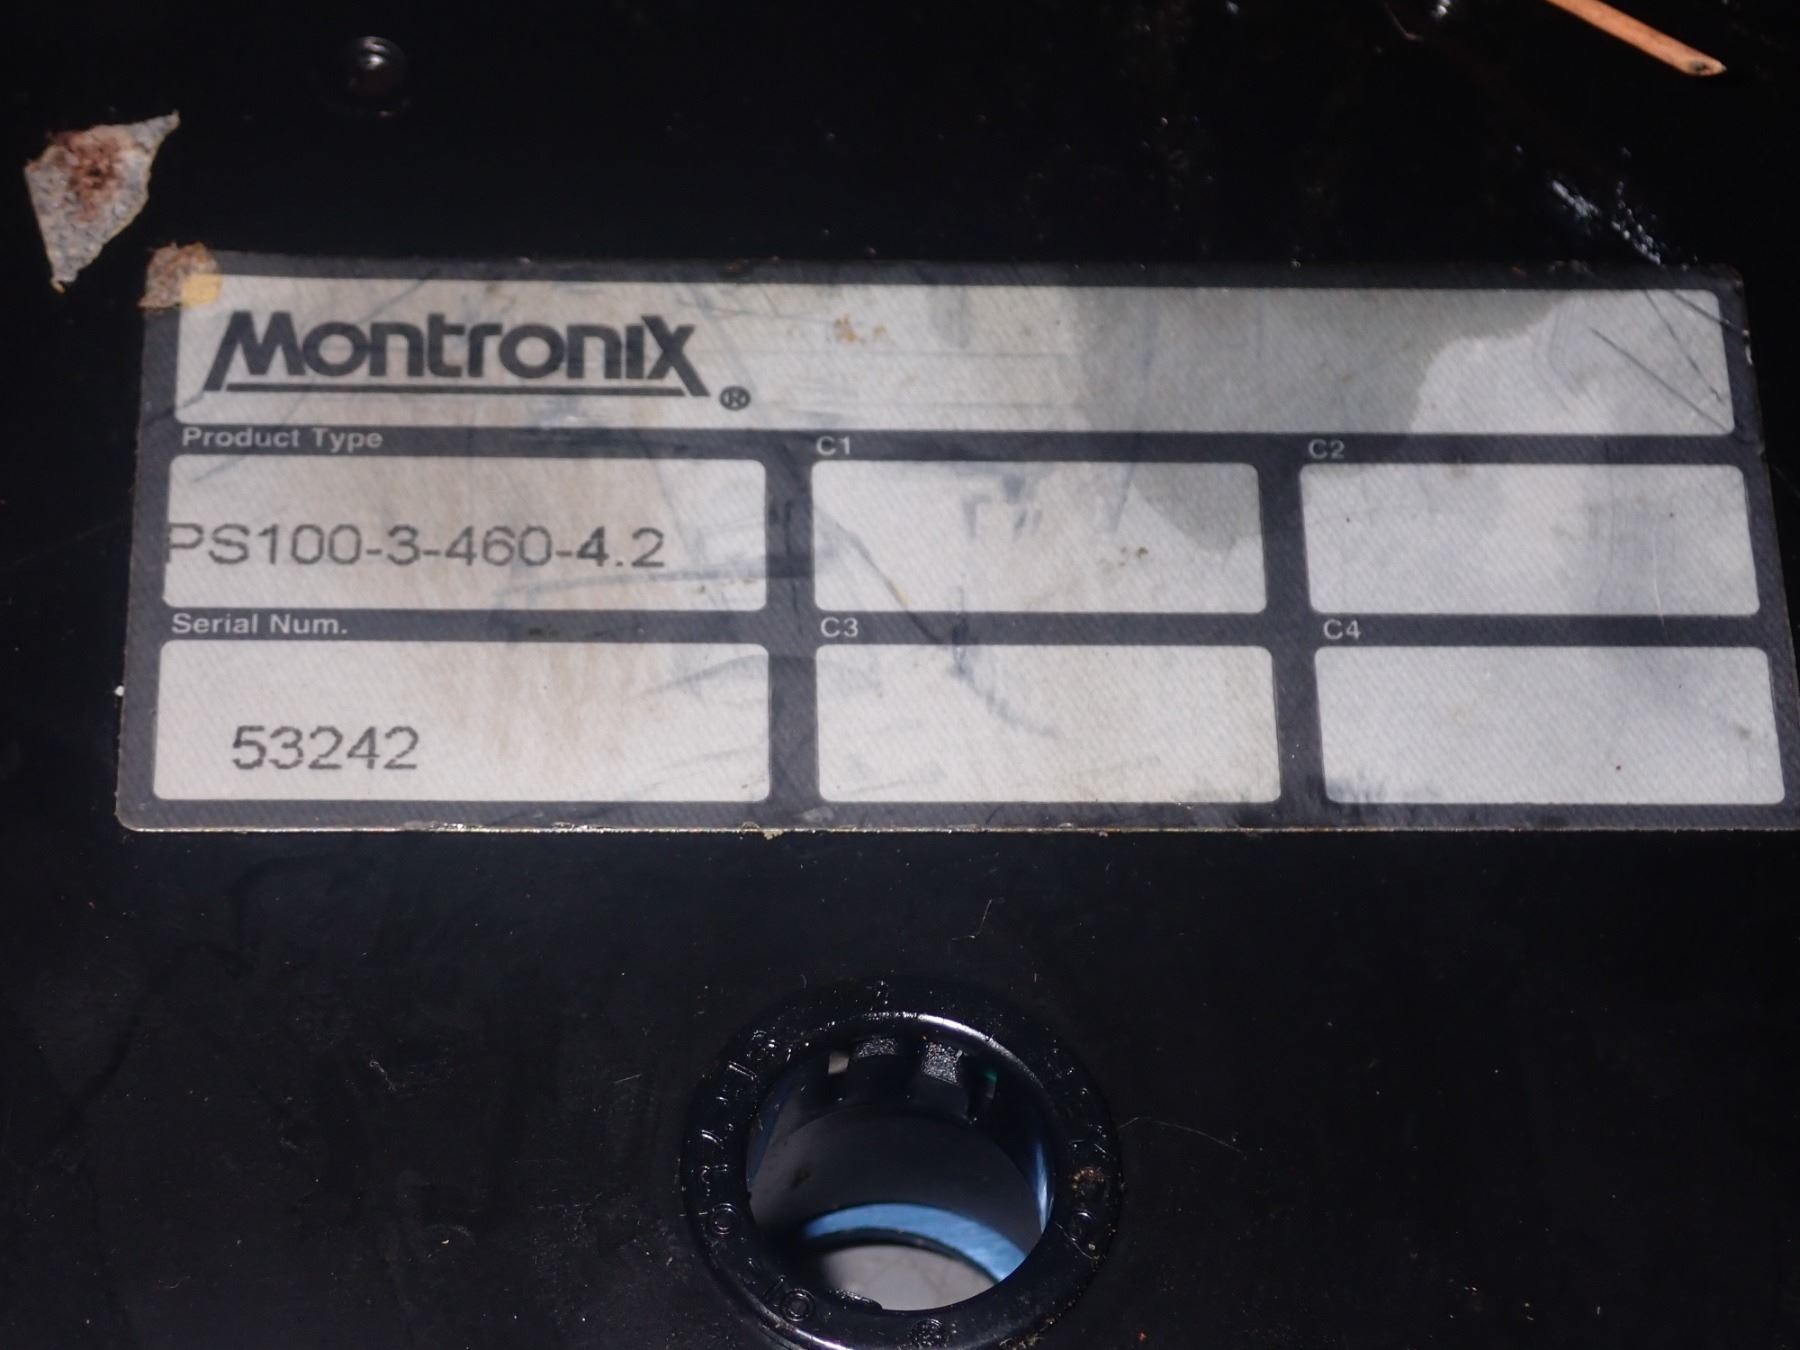 Montronix ®
Product Type C1 C2
PS100-3-460-4.2
Serial Num. C3 C4
53242